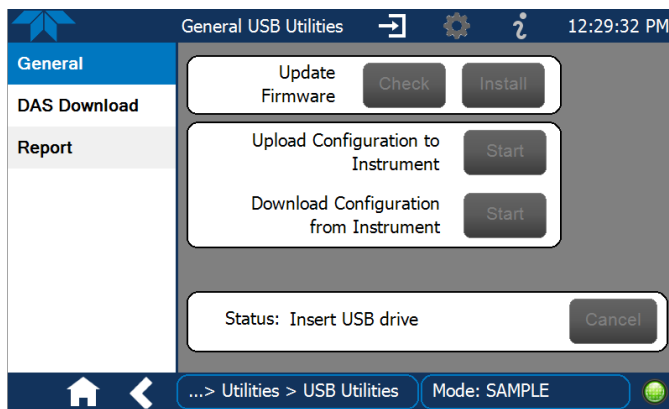 General USB Utilities
12:29:32 PM
General
DAS Download
Report
Update
Firmware
Check
Install
Upload Configuration to
Instrument
Start
Download Configuration
from Instrument
Start
Status: Insert USB drive
Cancel
...> Utilities > USB Utilities
Mode: SAMPLE